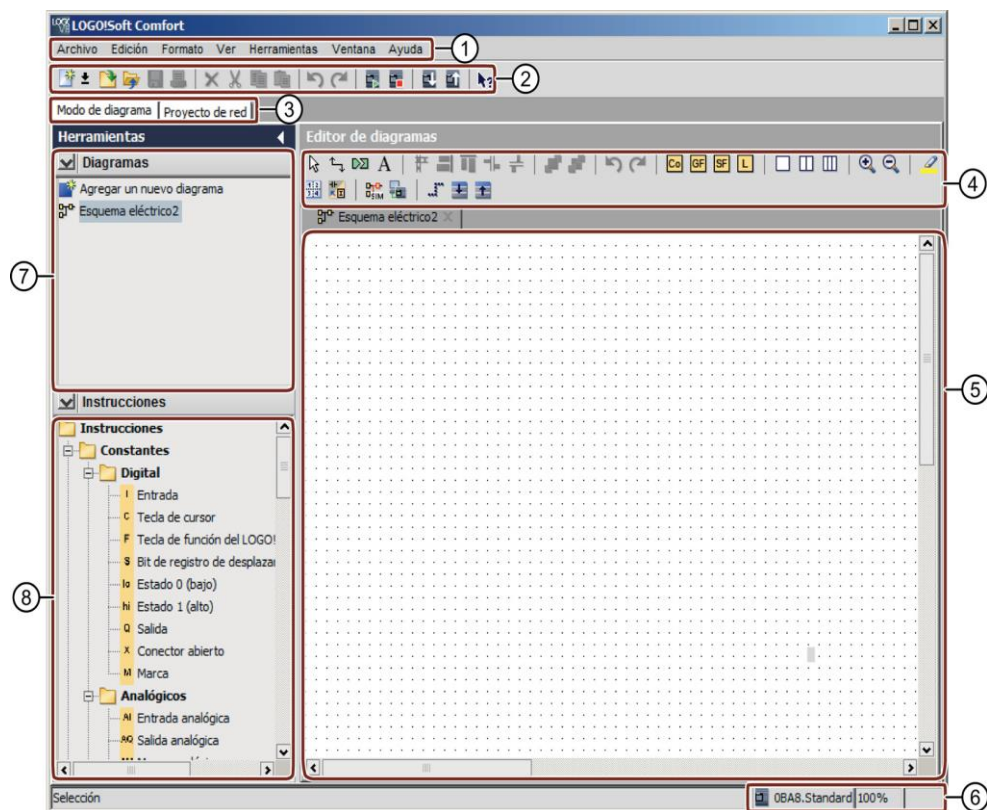 LOGO!Soft Comfort
Archivo Edición Formato Ver Herramientas Ventana Ayuda
1
2
Modo de diagrama Proyecto de red
3
Herramientas
Editor de diagramas
Diagramas
A Co GF SF L
4
Agregar un nuevo diagrama
SIM
Esquema eléctrico2
Esquema eléctrico2
7
5
Instrucciones
Instrucciones
Constantes
Digital
I Entrada
C Tecla de cursor
F Tecla de función del LOGO!
S Bit de registro de desplazar
lo Estado 0 (bajo)
8
hi Estado 1 (alto)
Q Salida
X Conector abierto
M Marca
Analógicos
AI Entrada analógica
AQ Salida analógica
Selección
0BA8.Standard 100%
6